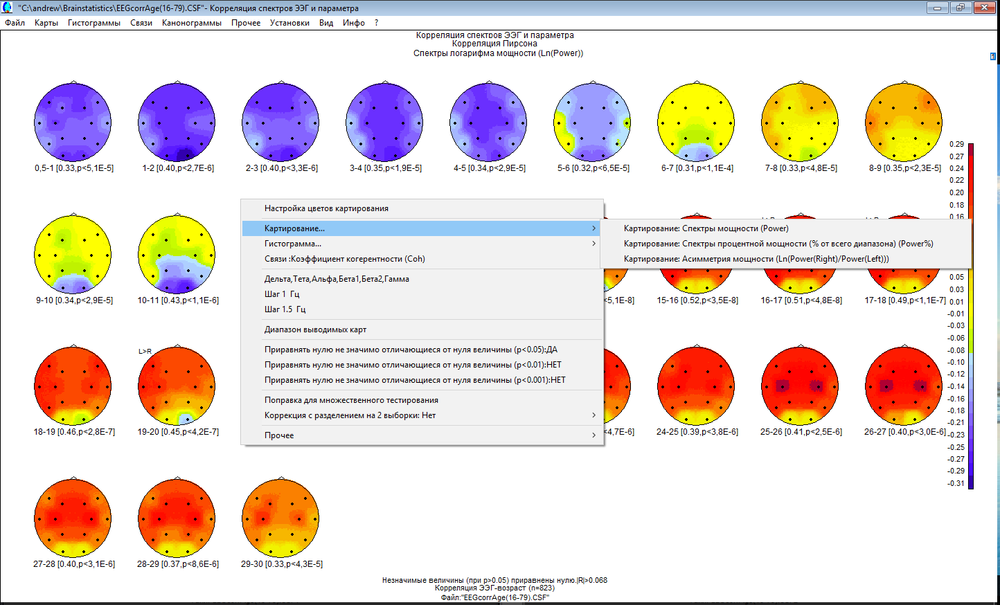 "C:\andrew\Brainstatistics\EEGcorrAge(16-79).CSF"- Корреляция спектров ЭЭГ и параметра
Файл Карты Гистограммы Связи Канонограммы Прочее Установки Вид Инфо ?
Корреляция спектров ЭЭГ и параметра
Корреляция Пирсона
Спектры логарифма мощности (Ln(Power))
1
0,5-1 [0.33,p<5,1E-5] 1-2 [0.40,p<2,7E-6] 2-3 [0.40,p<3,3E-6] 3-4 [0.35,p<1,9E-5] 4-5 [0.34,p<2,9E-5] 5-6 [0.32,p<6,5E-5] 6-7 [0.31,p<1,1E-4] 7-8 [0.33,p<4,8E-5] 8-9 [0.35,p<2,3E-5]
0.29
0.27
0.24
0.22
0.20
0.18
0.16
0.05
0.03
0.01
-0.01
-0.03
-0.06
-0.08
-0.10
-0.12
-0.14
-0.16
-0.18
-0.21
-0.23
-0.25
-0.27
-0.29
-0.31
Настройка цветов картирования
Картирование...
Гистограмма...
Связи :Коэффициент когерентности (Coh)
Дельта,Тета,Альфа,Бета1,Бета2,Гамма
Шаг 1 Гц
Шаг 1.5 Гц
Диапазон выводимых карт
Приравнять нулю не значимо отличающиеся от нуля величины (p<0.05):ДА
Приравнять нулю не значимо отличающиеся от нуля величины (p<0.01):НЕТ
Приравнять нулю не значимо отличающиеся от нуля величины (p<0.001):НЕТ
Поправка для множественного тестирования
Коррекция с разделением на 2 выборки: Нет
Прочее
Картирование: Спектры мощности (Power)
Картирование: Спектры процентной мощности (% от всего диапазона) (Power%)
Картирование: Асимметрия мощности (Ln(Power(Right)/Power(Left)))
9-10 [0.34,p<2,9E-5] 10-11 [0.43,p<1,1E-6] <5,1E-8] 15-16 [0.52,p<3,5E-8] 16-17 [0.51,p<4,8E-8] 17-18 [0.49,p<1,1E-7]
L>R
18-19 [0.46,p<2,8E-7] 19-20 [0.45,p<4,2E-7] <4,7E-6] 24-25 [0.39,p<3,8E-6] 25-26 [0.41,p<2,5E-6] 26-27 [0.40,p<3,0E-6]
27-28 [0.40,p<3,1E-6] 28-29 [0.37,p<8,6E-6] 29-30 [0.33,p<4,3E-5]
Незначимые величины (при p>0.05) приравнены нулю.|R|>0.068
Корреляция ЭЭГ-возраст (n=823)
Файл:"EEGcorrAge(16-79).CSF"